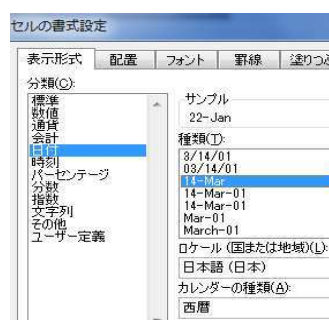 セルの書式設定
表示形式 配置 フォント 罫線 塗りつぶ
分類(C):
標準
数値
通貨
会計
日付
時刻
パーセンテージ
分数
指数
文字列
その他
ユーザー定義
サンプル
22-Jan
種類(T):
3/14/01
03/14/01
14-Mar
14-Mar-01
14-Mar-01
Mar-01
March-01
ロケール (国または地域)(L):
日本語 (日本)
カレンダーの種類(A):
西暦